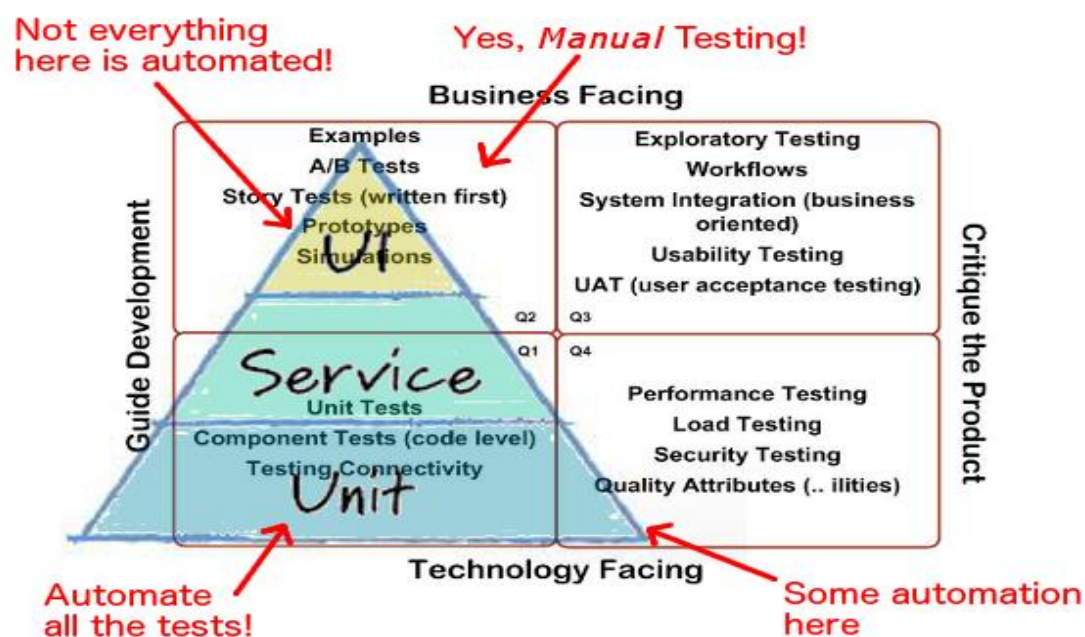 Not everything
here is automated!
Yes, Manual Testing!
Business Facing
Guide Development
Examples
A/B Tests
Story Tests (written first)
Prototypes
Simulations
UI
Q2
Exploratory Testing
Workflows
System Integration (business
oriented)
Usability Testing
UAT (user acceptance testing)
Q3
Critique the Product
Q1
Service
Unit Tests
Component Tests (code level)
Testing Connectivity
Unit
Q4
Performance Testing
Load Testing
Security Testing
Quality Attributes (.. ilities)
Technology Facing
Automate
all the tests!
Some automation
here